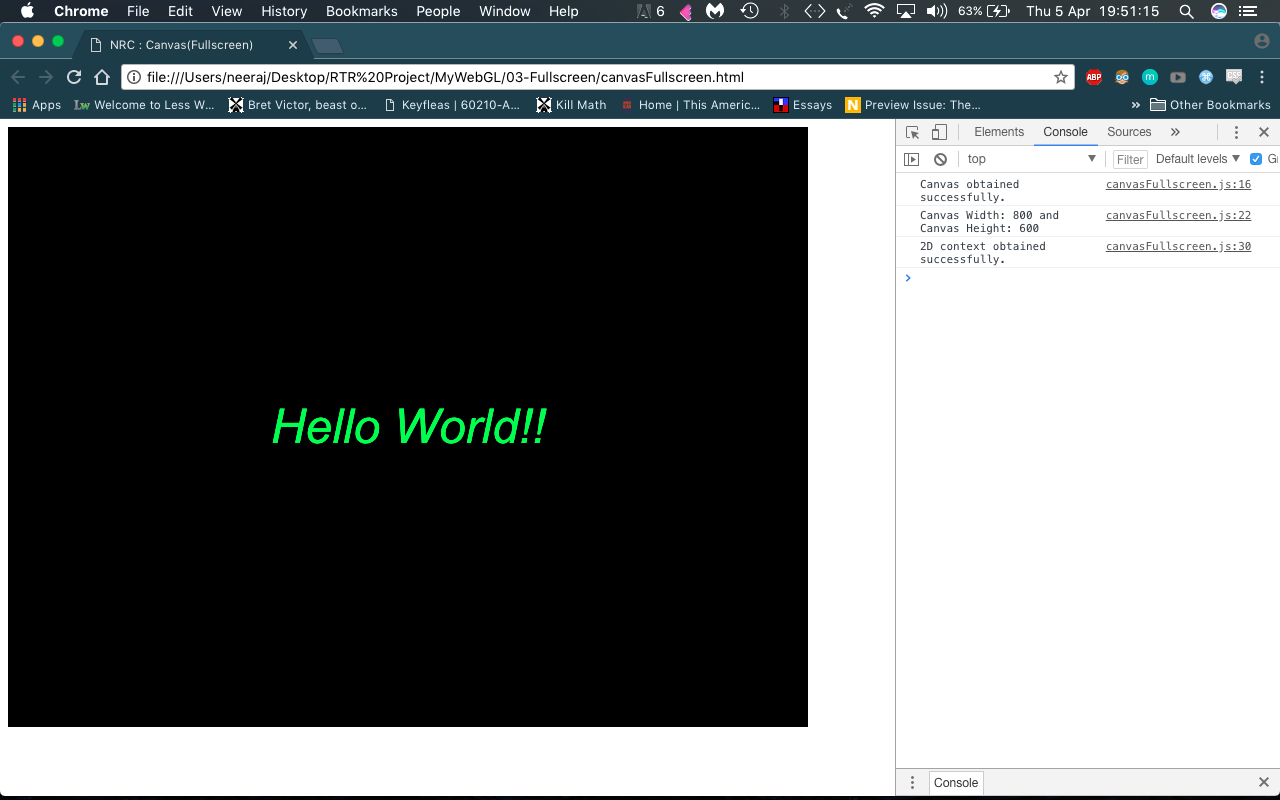 Chrome File Edit View History Bookmarks People Window Help 6 63% Thu 5 Apr 19:51:15
NRC : Canvas(Fullscreen)
file:///Users/neeraj/Desktop/RTR%20Project/MyWebGL/03-Fullscreen/canvasFullscreen.html ABP m CSP
Apps Lw Welcome to Less W... Bret Victor, beast o... Keyfleas | 60210-A... Kill Math Home | This Americ... Essays N Preview Issue: The... » Other Bookmarks
Elements Console Sources »
top Filter Default levels
Canvas obtained canvasFullscreen.js:16
successfully.
Canvas Width: 800 and canvasFullscreen.js:22
Canvas Height: 600
2D context obtained canvasFullscreen.js:30
successfully.
>
Hello World!!
Console